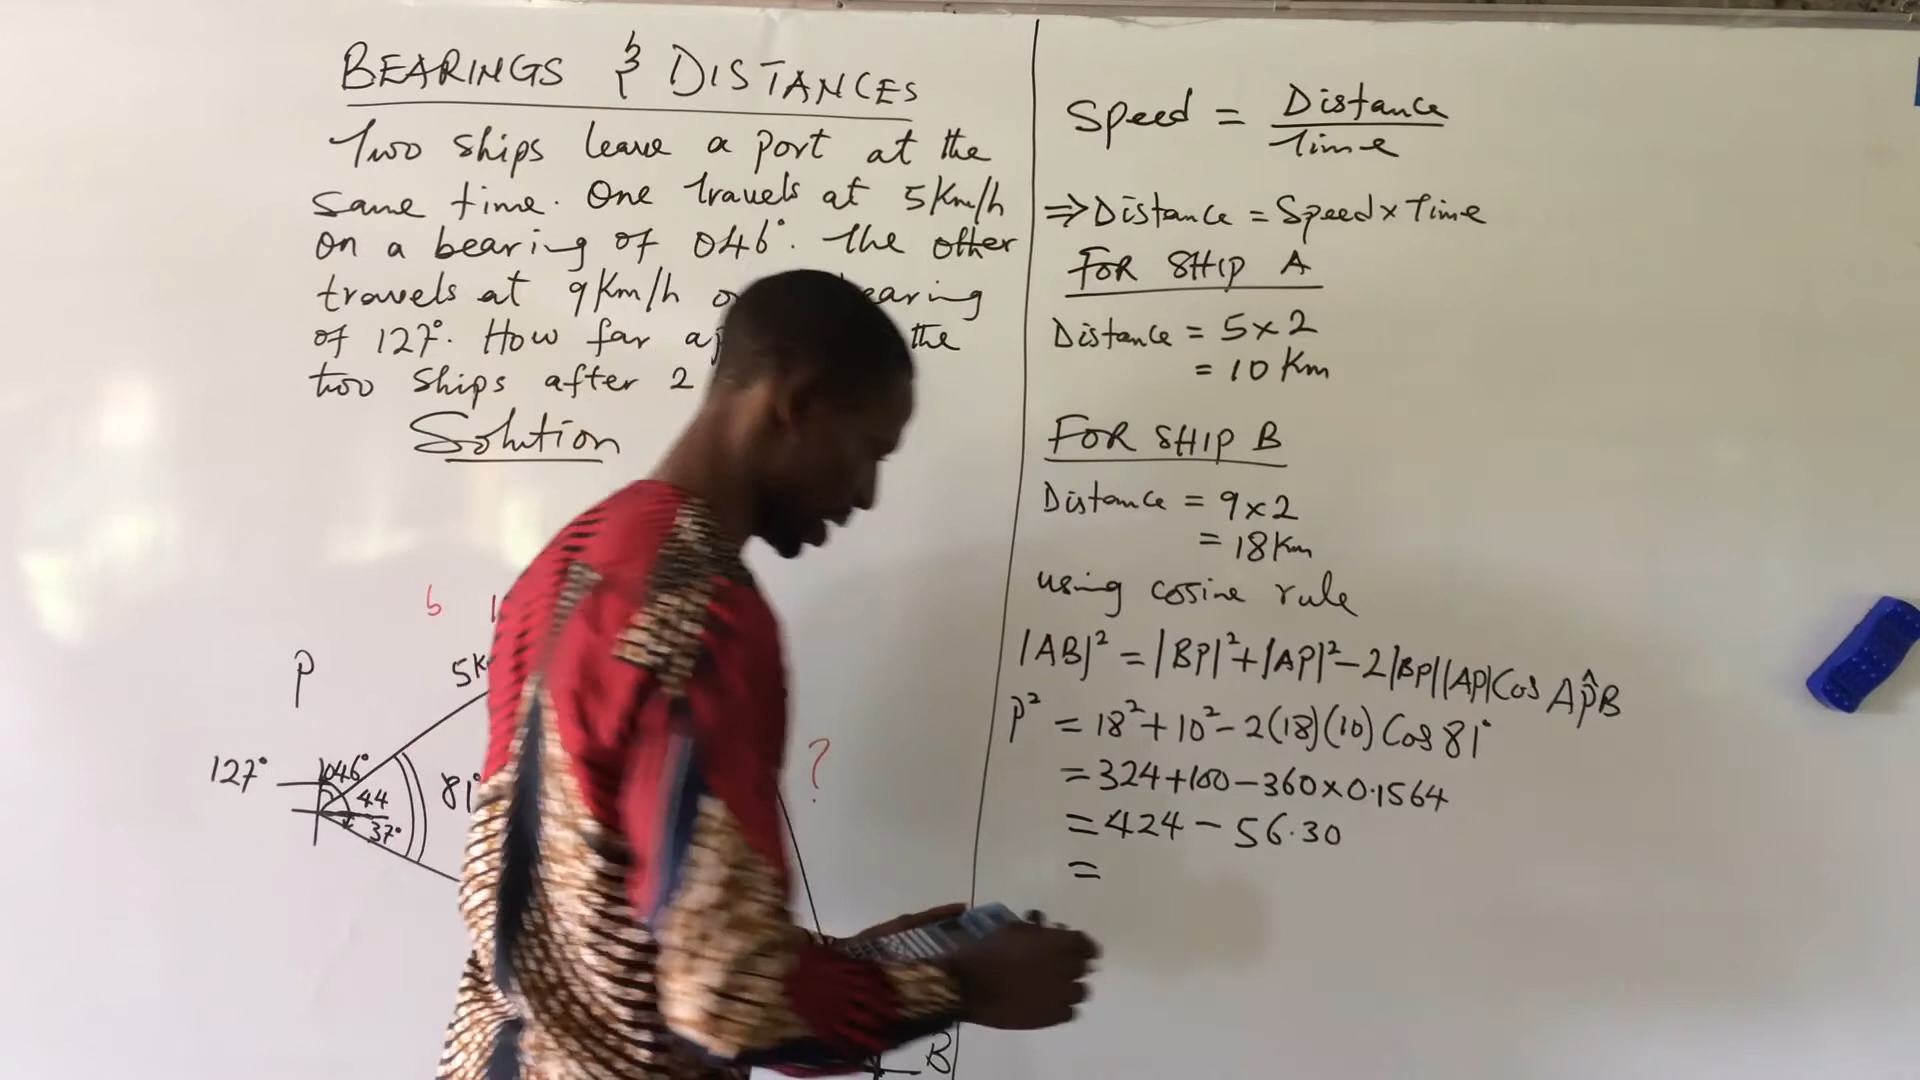 BEARINGS & DISTANCES
Two ships leave a port at the
same time. One travels at 5km/h
on a bearing of 046°. The other
travels at 9km/h earing
of 127°. How far the
two ships after 2
Solution
b
P
5K
127°
046°
44
37°
81°
?
B
Speed = Distance/Time
⇒ Distance = Speed × Time
FOR SHIP A
Distance = 5×2
= 10 Km
FOR SHIP B
Distance = 9×2
= 18Km
using cosine rule
|AB|² = |BP|²+|AP|²-2|BP||AP|Cos AP̂B
P² = 18²+10²-2(18)(10) Cos 81°
= 324+100-360×0.1564
= 424 - 56.30
=